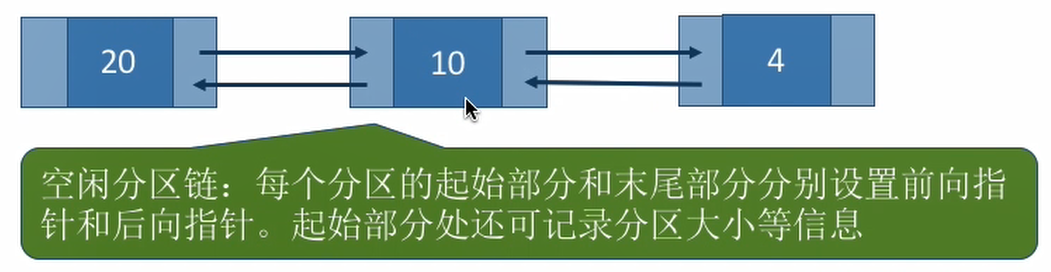 20 10 4
空闲分区链：每个分区的起始部分和末尾部分分别设置前向指
针和后向指针。起始部分处还可记录分区大小等信息